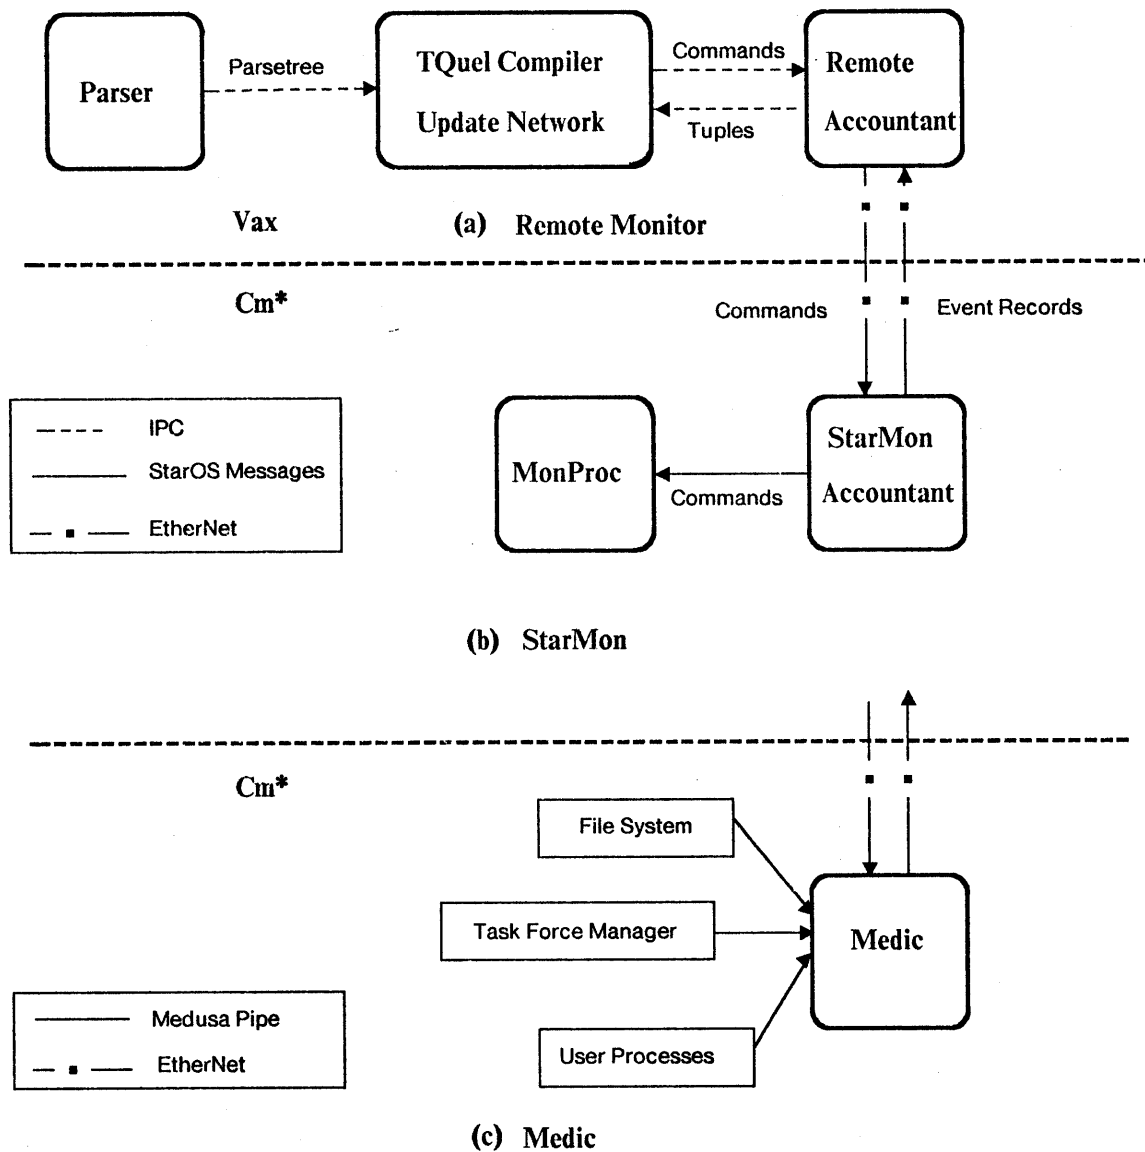 Parser
Parsetree
TQuel Compiler
Update Network
Commands
Tuples
Remote
Accountant
Vax
(a) Remote Monitor
Cm*
Commands
Event Records
IPC
StarOS Messages
EtherNet
MonProc
Commands
StarMon
Accountant
(b) StarMon
Cm*
File System
Task Force Manager
User Processes
Medic
Medusa Pipe
EtherNet
(c) Medic